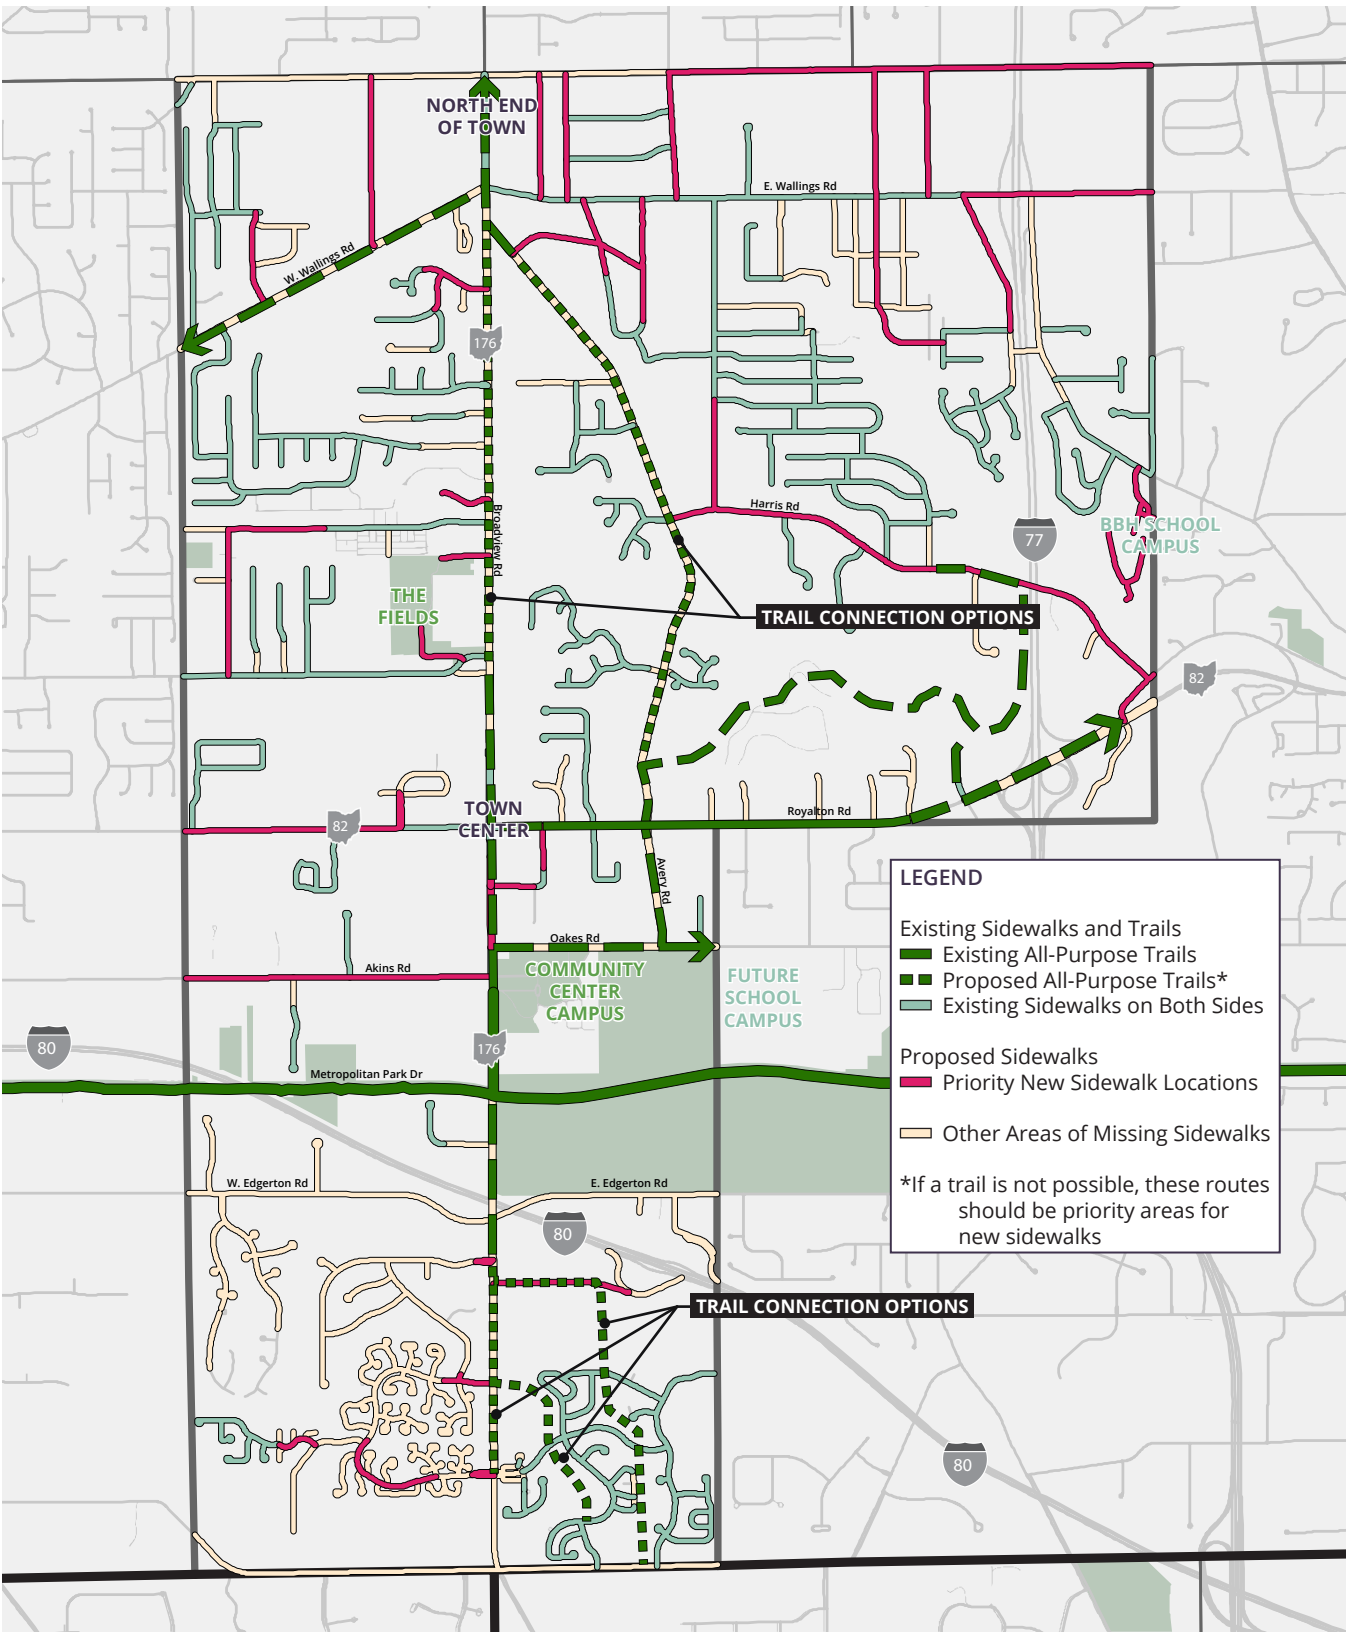 NORTH END
OF TOWN
E. Wallings Rd
W. Wallings Rd
176
Broadview Rd
Harris Rd
77
BBH SCHOOL
CAMPUS
THE
FIELDS
TRAIL CONNECTION OPTIONS
82
TOWN
CENTER
82
Royalton Rd
Avery Rd
Oakes Rd
Akins Rd
COMMUNITY
CENTER
CAMPUS
FUTURE
SCHOOL
CAMPUS
80
176
Metropolitan Park Dr
W. Edgerton Rd
E. Edgerton Rd
80
TRAIL CONNECTION OPTIONS
80
LEGEND
Existing Sidewalks and Trails
Existing All-Purpose Trails
Proposed All-Purpose Trails*
Existing Sidewalks on Both Sides
Proposed Sidewalks
Priority New Sidewalk Locations
Other Areas of Missing Sidewalks
*If a trail is not possible, these routes
should be priority areas for
new sidewalks